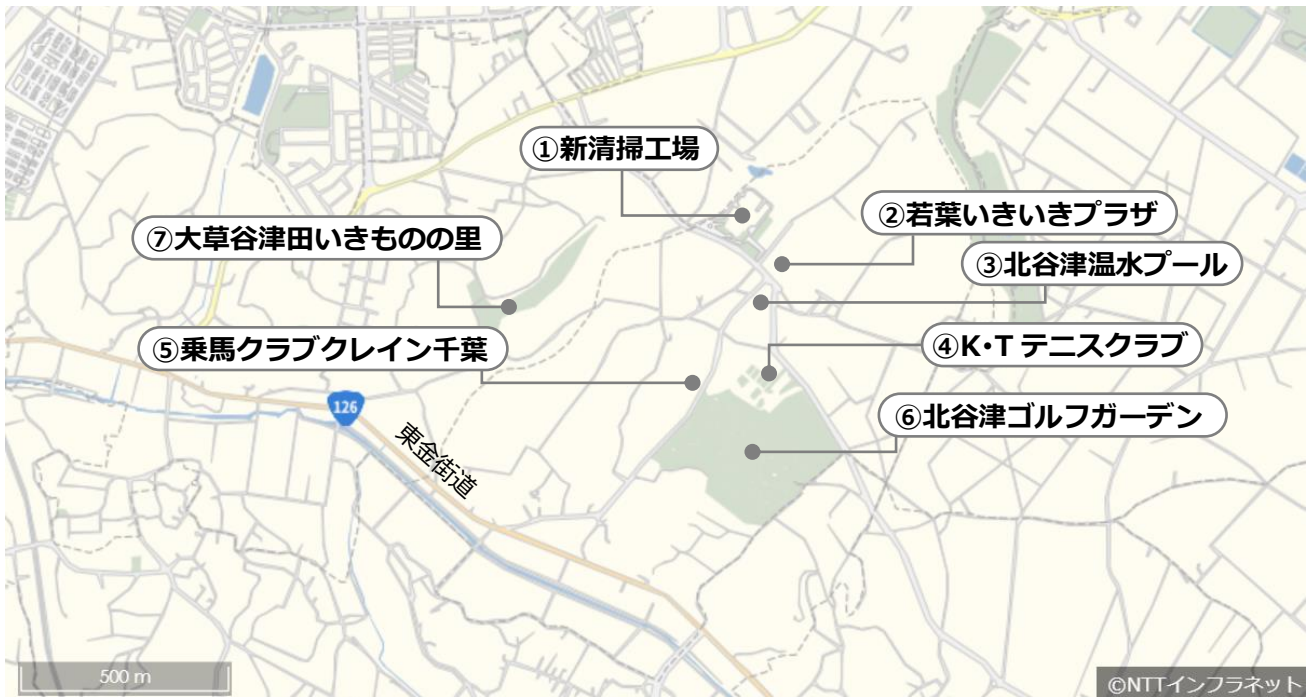 ①新清掃工場
②若葉いきいきプラザ
⑦大草谷津田いきものの里
③北谷津温水プール
⑤乗馬クラブクレイン千葉
④K・T テニスクラブ
⑥北谷津ゴルフガーデン
126
東金街道
500 m
©NTTインフラネット